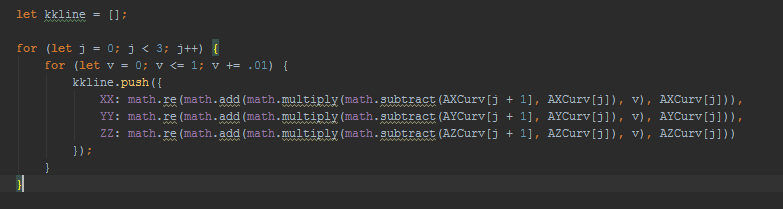 let kkline = [];
for (let j = 0; j < 3; j++) {
for (let v = 0; v <= 1; v += .01) {
kkline.push({
XX: math.re(math.add(math.multiply(math.subtract(AXCurv[j + 1], AXCurv[j]), v), AXCurv[j])),
YY: math.re(math.add(math.multiply(math.subtract(AYCurv[j + 1], AYCurv[j]), v), AYCurv[j])),
ZZ: math.re(math.add(math.multiply(math.subtract(AZCurv[j + 1], AZCurv[j]), v), AZCurv[j]))
});
}
}